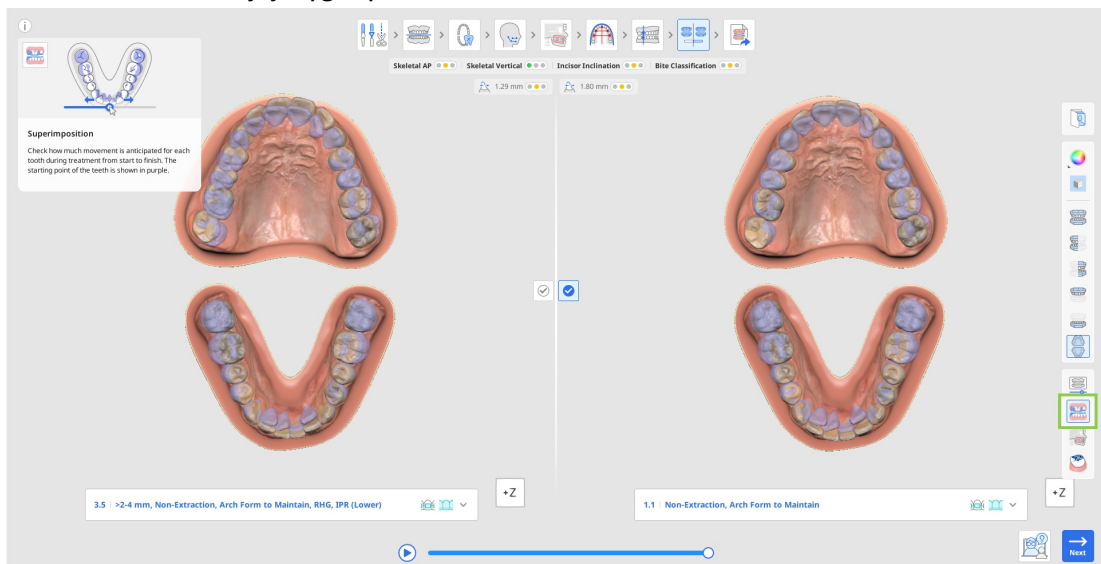 Skeletal AP
Skeletal Vertical
Incisor Inclination
Bite Classification
1.29 mm
1.80 mm
Superimposition
Check how much movement is anticipated for each
tooth during treatment from start to finish. The
starting point of the teeth is shown in purple.
+Z
+Z
3.5 | >2-4 mm, Non-Extraction, Arch Form to Maintain, RHG, IPR (Lower)
1.1 | Non-Extraction, Arch Form to Maintain
Next